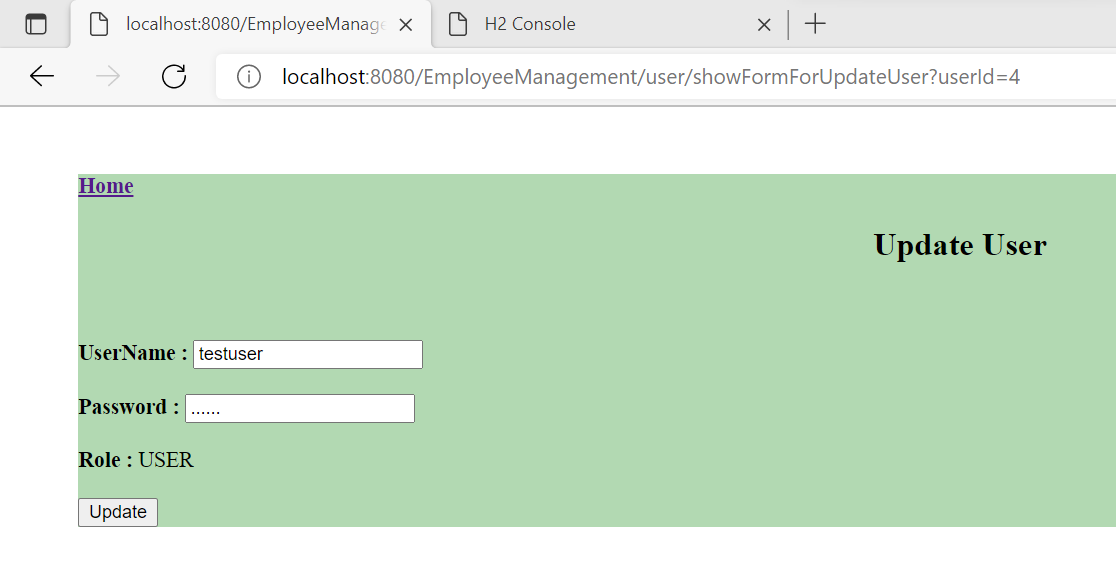 localhost:8080/EmployeeManage
H2 Console
localhost:8080/EmployeeManagement/user/showFormForUpdateUser?userId=4
Home
Update User
UserName : testuser
Password : ......
Role : USER
Update